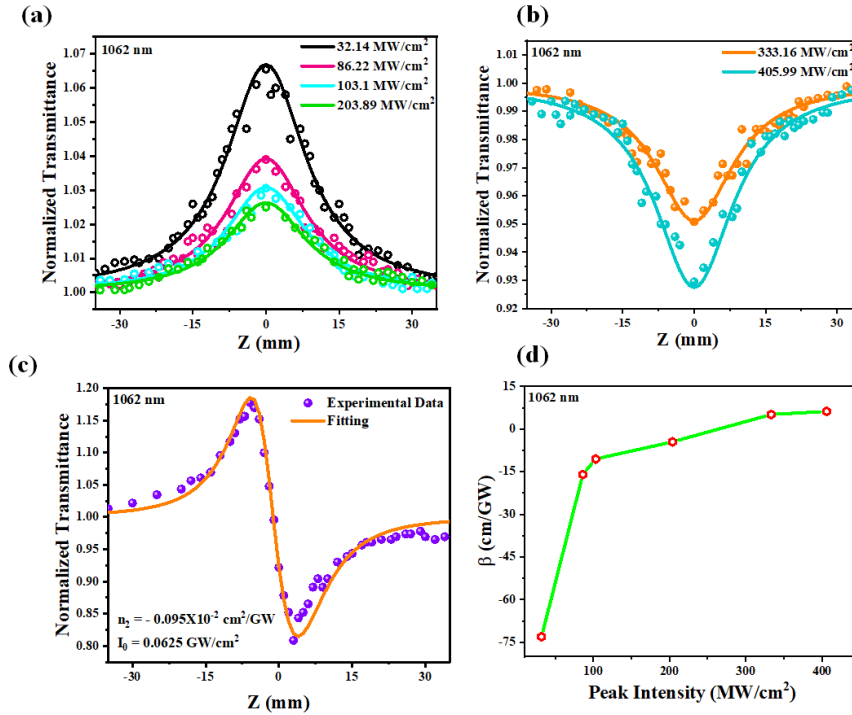 (a)
1062 nm
32.14 MW/cm²
86.22 MW/cm²
103.1 MW/cm²
203.89 MW/cm²
Normalized Transmittance
1.07
1.06
1.05
1.04
1.03
1.02
1.01
1.00
-30
-15
0
15
30
Z (mm)
(b)
1062 nm
333.16 MW/cm²
405.99 MW/cm²
Normalized Transmittance
1.01
1.00
0.99
0.98
0.97
0.96
0.95
0.94
0.93
0.92
-30
-15
0
15
30
Z (mm)
(c)
1062 nm
Experimental Data
Fitting
Normalized Transmittance
1.20
1.15
1.10
1.05
1.00
0.95
0.90
0.85
0.80
n₂ = - 0.095X10⁻² cm²/GW
I₀ = 0.0625 GW/cm²
-30
-15
0
15
30
Z (mm)
(d)
1062 nm
β (cm/GW)
15
0
-15
-30
-45
-60
-75
100
200
300
400
Peak Intensity (MW/cm²)